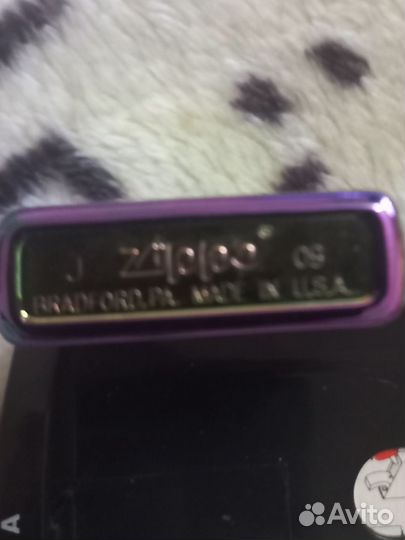 J zippo ® 09
BRADFORD, PA. MADE IN U.S.A.
A
Avito